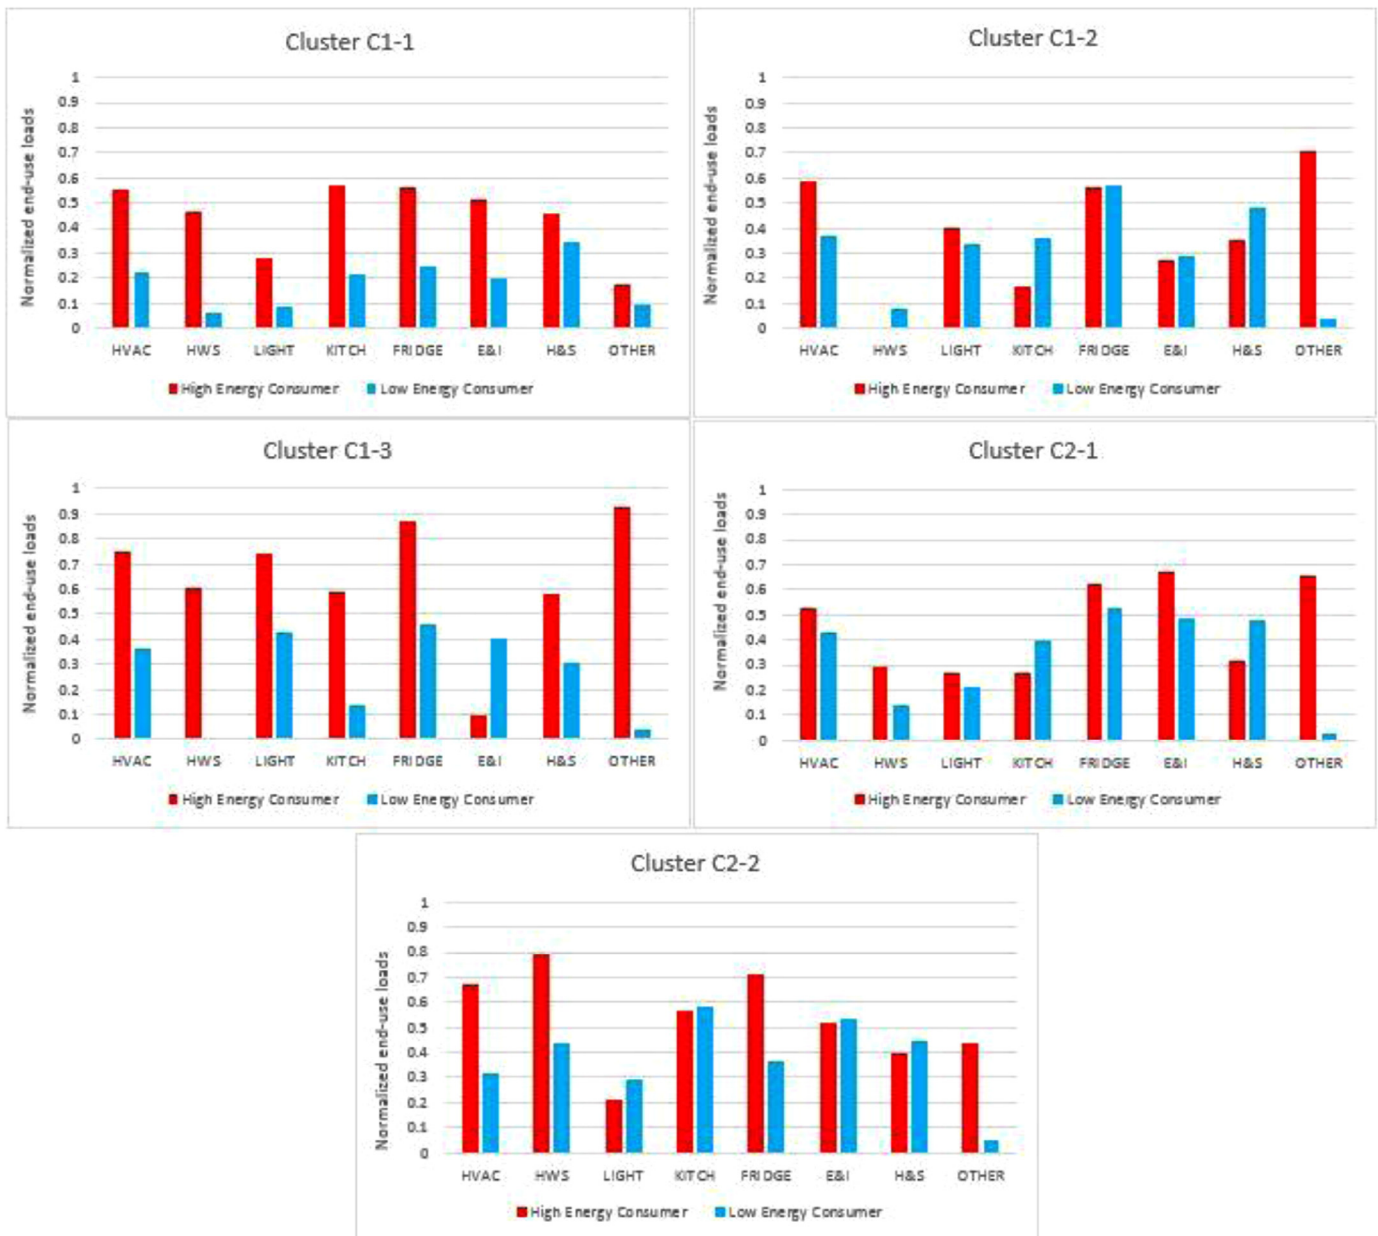 Cluster C1-1
Normalized end-use loads
1
0.9
0.8
0.7
0.6
0.5
0.4
0.3
0.2
0.1
0
HVAC HWS LIGHT KITCH FRIDGE E&I H&S OTHER
High Energy Consumer Low Energy Consumer
Cluster C1-2
Normalized end-use loads
1
0.9
0.8
0.7
0.6
0.5
0.4
0.3
0.2
0.1
0
HVAC HWS LIGHT KITCH FRIDGE E&I H&S OTHER
High Energy Consumer Low Energy Consumer
Cluster C1-3
Normalized end-use loads
1
0.9
0.8
0.7
0.6
0.5
0.4
0.3
0.2
0.1
0
HVAC HWS LIGHT KITCH FRIDGE E&I H&S OTHER
High Energy Consumer Low Energy Consumer
Cluster C2-1
Normalized end-use loads
1
0.9
0.8
0.7
0.6
0.5
0.4
0.3
0.2
0.1
0
HVAC HWS LIGHT KITCH FRIDGE E&I H&S OTHER
High Energy Consumer Low Energy Consumer
Cluster C2-2
Normalized end-use loads
1
0.9
0.8
0.7
0.6
0.5
0.4
0.3
0.2
0.1
0
HVAC HWS LIGHT KITCH FRIDGE E&I H&S OTHER
High Energy Consumer Low Energy Consumer